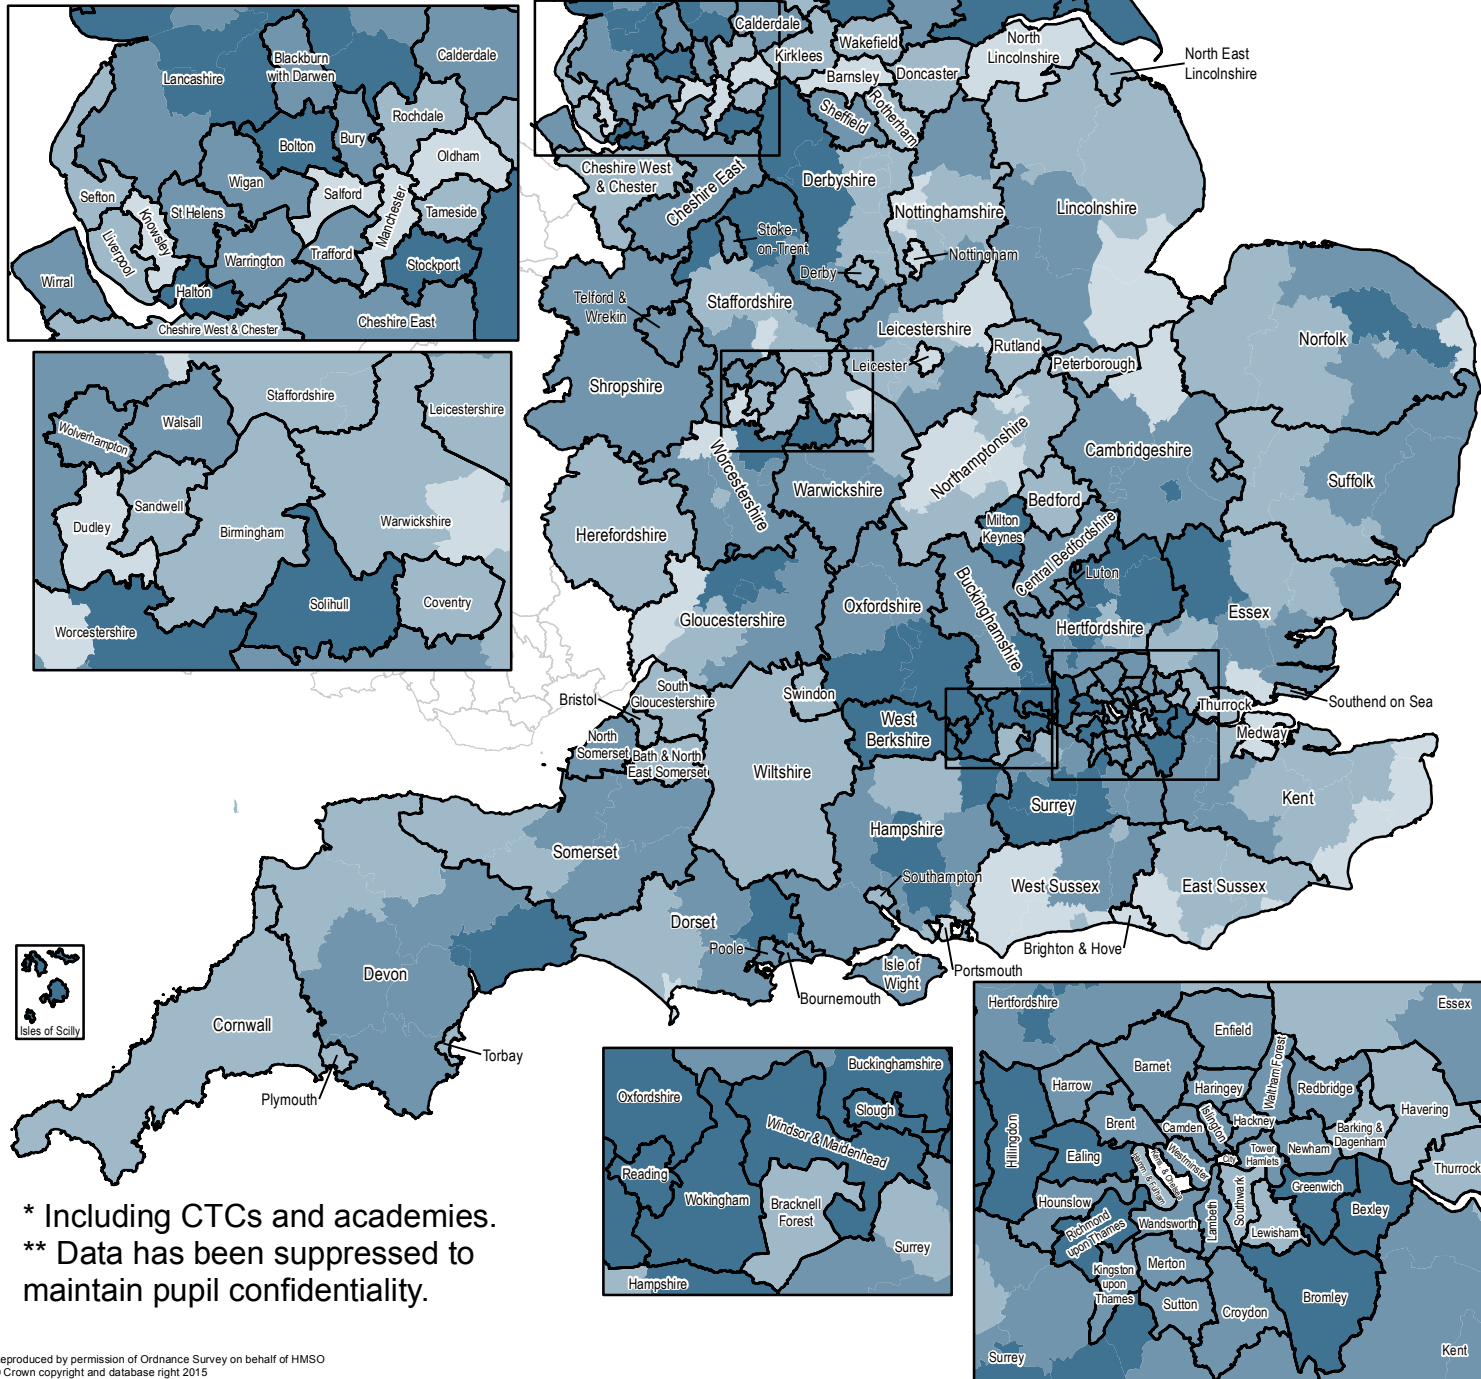 Lancashire
Blackburn
with Darwen
Calderdale
Rochdale
Bolton
Bury
Oldham
Wigan
Salford
Sefton
Knowsley
St Helens
Manchester
Tameside
Liverpool
Trafford
Warrington
Stockport
Wirral
Halton
Cheshire West & Chester
Cheshire East
Staffordshire
Leicestershire
Walsall
Wolverhampton
Sandwell
Dudley
Birmingham
Warwickshire
Solihull
Coventry
Worcestershire
Calderdale
Wakefield
Kirklees
North
Lincolnshire
North East
Lincolnshire
Barnsley
Doncaster
Sheffield
Rotherham
Cheshire West
& Chester
Cheshire East
Derbyshire
Nottinghamshire
Lincolnshire
Stoke-
on-Trent
Nottingham
Derby
Telford &
Wrekin
Staffordshire
Leicestershire
Rutland
Norfolk
Leicester
Peterborough
Shropshire
Worcestershire
Northamptonshire
Cambridgeshire
Suffolk
Warwickshire
Bedford
Herefordshire
Milton
Keynes
Central Bedfordshire
Luton
Buckinghamshire
Oxfordshire
Gloucestershire
Hertfordshire
Essex
South
Gloucestershire
Bristol
Swindon
Southend on Sea
Thurrock
West
Berkshire
Medway
North
Somerset
Bath & North
East Somerset
Wiltshire
Surrey
Kent
Hampshire
Somerset
Southampton
West Sussex
East Sussex
Dorset
Poole
Brighton & Hove
Isle of
Wight
Portsmouth
Bournemouth
Devon
Isles of Scilly
Cornwall
Torbay
Plymouth
Buckinghamshire
Oxfordshire
Slough
Windsor & Maidenhead
Reading
Wokingham
Bracknell
Forest
Surrey
Hampshire
Hertfordshire
Essex
Enfield
Barnet
Waltham Forest
Harrow
Haringey
Redbridge
Havering
Islington
Hackney
Brent
Camden
Barking &
Dagenham
Hillingdon
Ealing
Westminster
City
Tower
Hamlets
Newham
Kens. & Chelsea
Hamm. & Fulham
Thurrock
Hounslow
Greenwich
Southwark
Lambeth
Bexley
Richmond
upon Thames
Wandsworth
Lewisham
Merton
Kingston
upon
Thames
Sutton
Croydon
Bromley
Surrey
Kent
* Including CTCs and academies.
** Data has been suppressed to
maintain pupil confidentiality.
eproduced by permission of Ordnance Survey on behalf of HMSO
Crown copyright and database right 2015